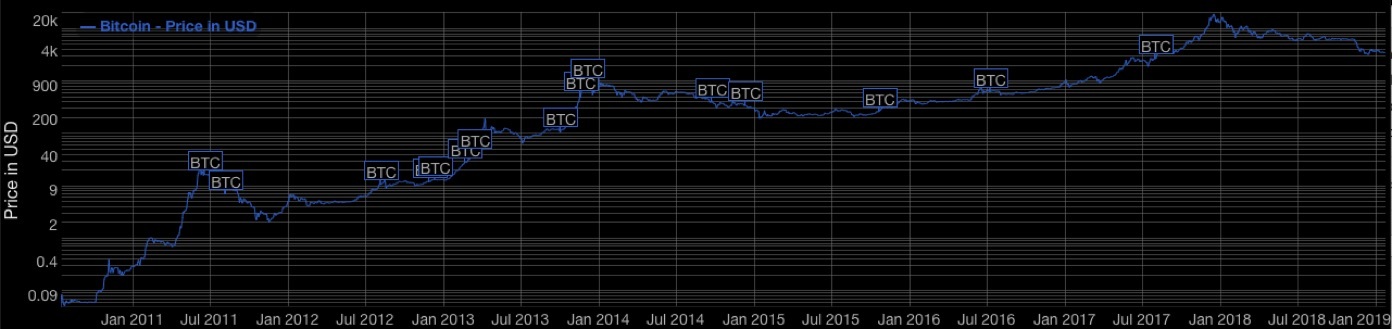 Bitcoin - Price in USD
Price in USD
20k
4k
900
200
40
9
2
0.4
0.09
BTC
BTC
BTC
BTC
BTC
BTC
BTC
BTC
BTC
BTC
BTC
BTC
BTC
BTC
Jan 2011 Jul 2011 Jan 2012 Jul 2012 Jan 2013 Jul 2013 Jan 2014 Jul 2014 Jan 2015 Jul 2015 Jan 2016 Jul 2016 Jan 2017 Jul 2017 Jan 2018 Jul 2018 Jan 2019